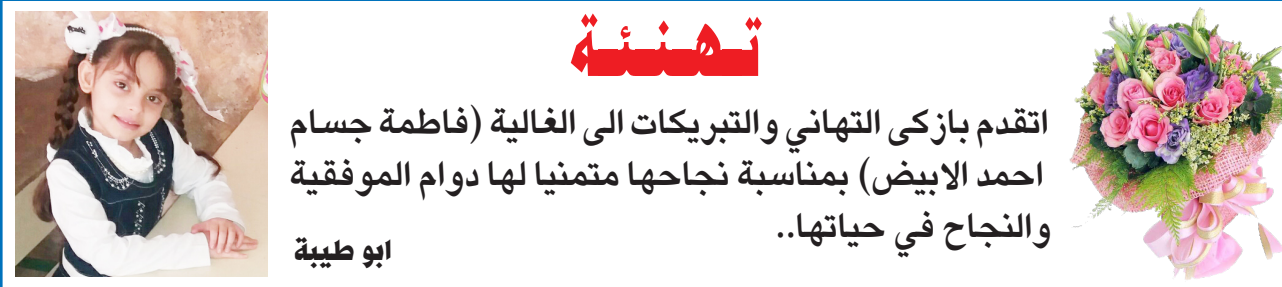 تهنئة
اتقدم بازكى التهاني والتبريكات الى الغالية (فاطمة جسام
احمد الابيض) بمناسبة نجاحها متمنيا لها دوام الموفقية
والنجاح في حياتها..
ابو طيبة